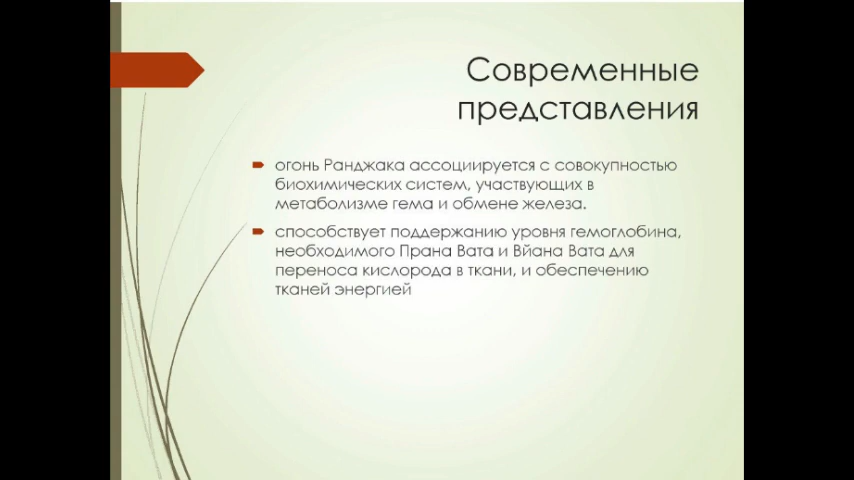 Современные
представления
огонь Ранджака ассоциируется с совокупностью
биохимических систем, участвующих в
метаболизме гема и обмене железа.
способствует поддержанию уровня гемоглобина,
необходимого Прана Вата и Вйана Вата для
переноса кислорода в ткани, и обеспечению
тканей энергией